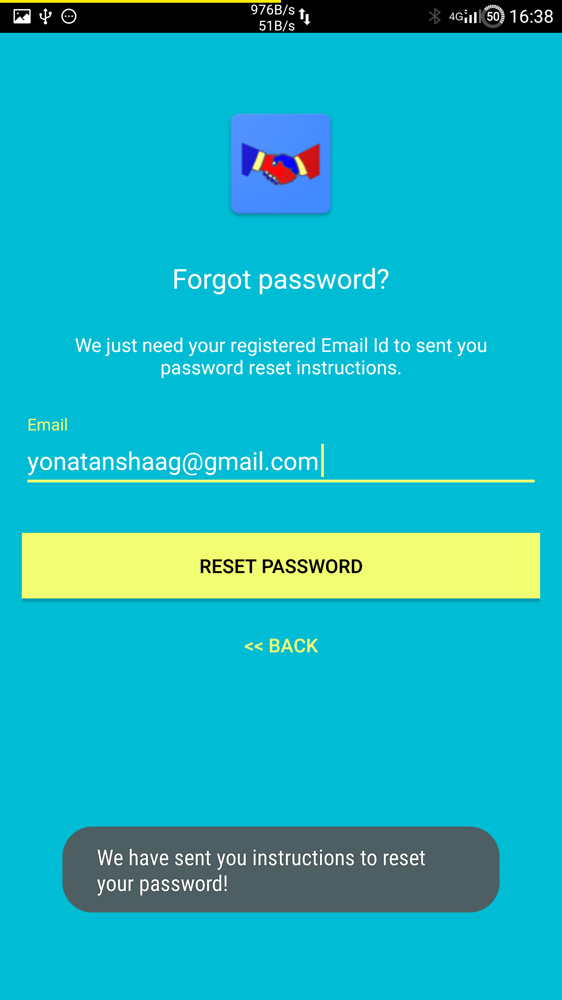 976B/s
51B/s
4G
50
16:38
Forgot password?
We just need your registered Email Id to sent you
password reset instructions.
Email
yonatanshaag@gmail.com
RESET PASSWORD
<< BACK
We have sent you instructions to reset
your password!